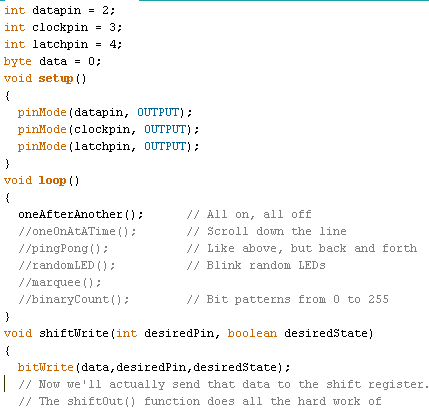 int datapin = 2;
int clockpin = 3;
int latchpin = 4;
byte data = 0;
void setup()
{
  pinMode(datapin, OUTPUT);
  pinMode(clockpin, OUTPUT);
  pinMode(latchpin, OUTPUT);
}
void loop()
{
  oneAfterAnother();      // All on, all off
  //oneOnAtATime();       // Scroll down the line
  //pingPong();           // Like above, but back and forth
  //randomLED();          // Blink random LEDs
  //marquee();
  //binaryCount();        // Bit patterns from 0 to 255
}
void shiftWrite(int desiredPin, boolean desiredState)
{
  bitWrite(data,desiredPin,desiredState);
  // Now we'll actually send that data to the shift register.
  // The shiftOut() function does all the hard work of